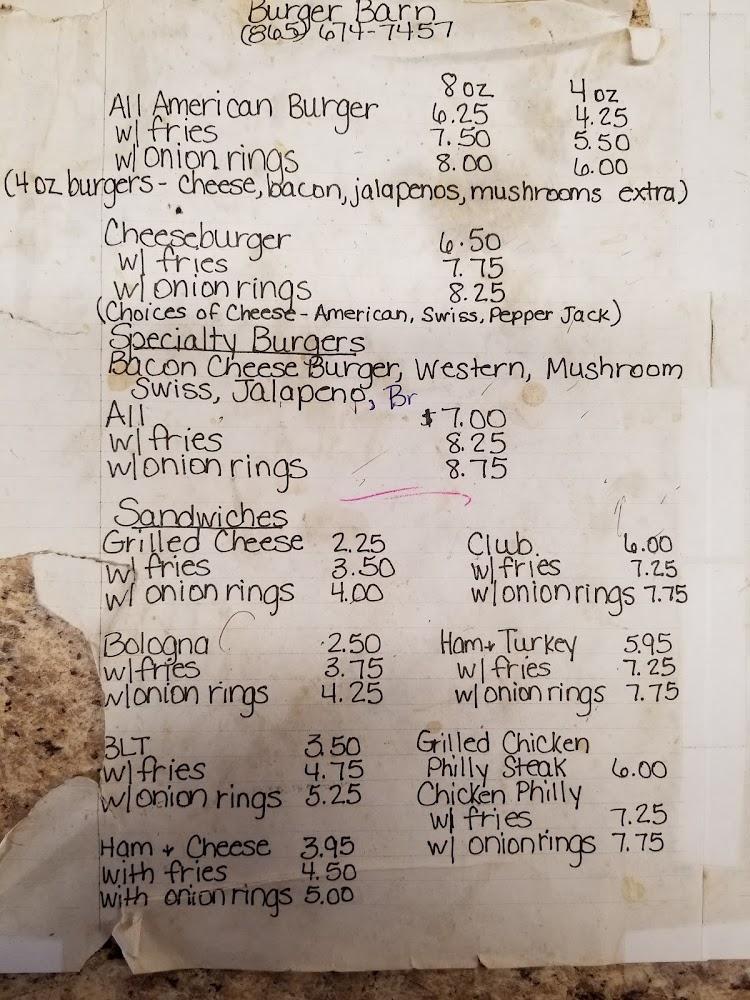 Burger Barn
(865) 674-7457
8oz 4oz
All American Burger 6.25 4.25
w/ fries 7.50 5.50
w/ onion rings 8.00 6.00
(4oz burgers - cheese, bacon, jalapenos, mushrooms extra)
Cheeseburger 6.50
w/ fries 7.75
w/ onion rings 8.25
(Choices of Cheese - American, Swiss, Pepper Jack)
Specialty Burgers
Bacon Cheese Burger, Western, Mushroom
Swiss, Jalapeno, Br
All $7.00
w/ fries 8.25
w/ onion rings 8.75
Sandwiches
Grilled Cheese 2.25
w/ fries 3.50
w/ onion rings 4.00
Club 6.00
w/ fries 7.25
w/ onion rings 7.75
Bologna 2.50
w/ fries 3.75
w/ onion rings 4.25
Ham + Turkey 5.95
w/ fries 7.25
w/ onion rings 7.75
BLT 3.50
w/ fries 4.75
w/ onion rings 5.25
Grilled Chicken
Philly Steak 6.00
Chicken Philly
w/ fries 7.25
w/ onion rings 7.75
Ham + Cheese 3.95
with fries 4.50
with onion rings 5.00